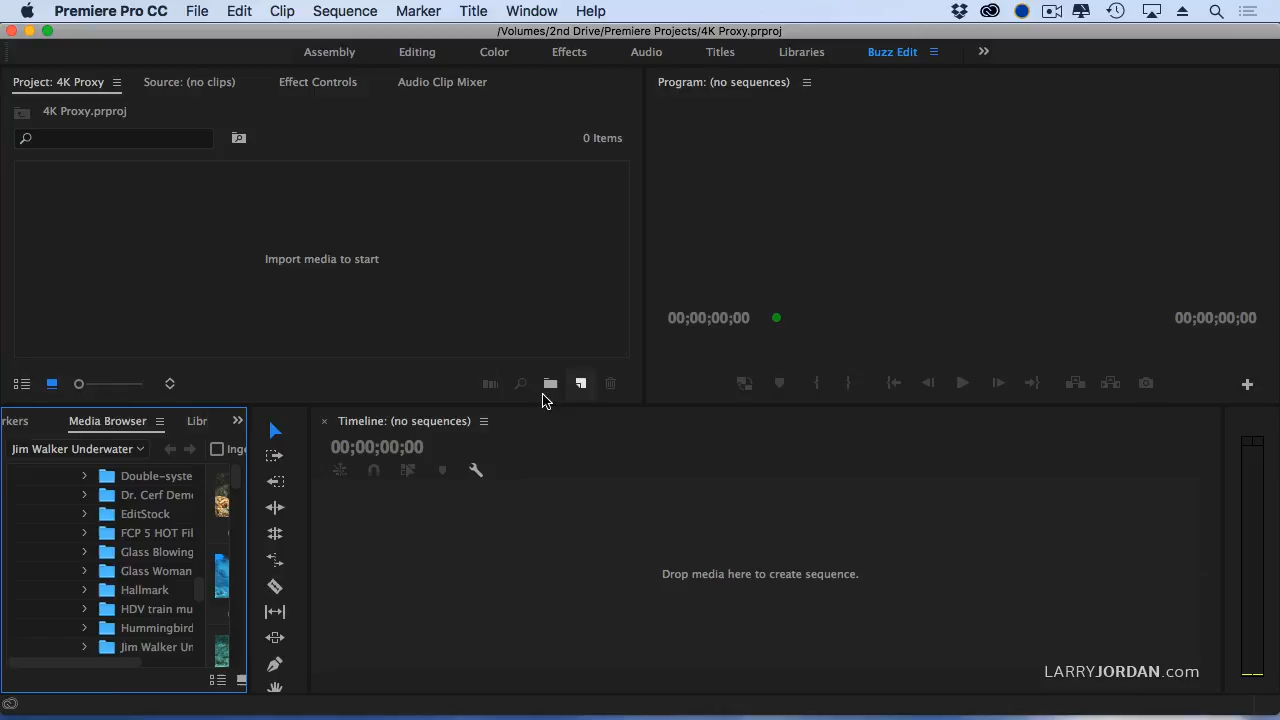 Premiere Pro CC File Edit Clip Sequence Marker Title Window Help
/Volumes/2nd Drive/Premiere Projects/4K Proxy.prproj
Assembly Editing Color Effects Audio Titles Libraries Buzz Edit
Project: 4K Proxy Source: (no clips) Effect Controls Audio Clip Mixer
Program: (no sequences)
4K Proxy.prproj
0 Items
Import media to start
00;00;00;00 00;00;00;00
rkers Media Browser Libr
Timeline: (no sequences)
Jim Walker Underwater Inge
00;00;00;00
Double-syste
Dr. Cerf Dem
EditStock
FCP 5 HOT Fil
Glass Blowing
Glass Woman
Hallmark
HDV train mu
Hummingbird
Jim Walker Un
Drop media here to create sequence.
LARRYJORDAN.com